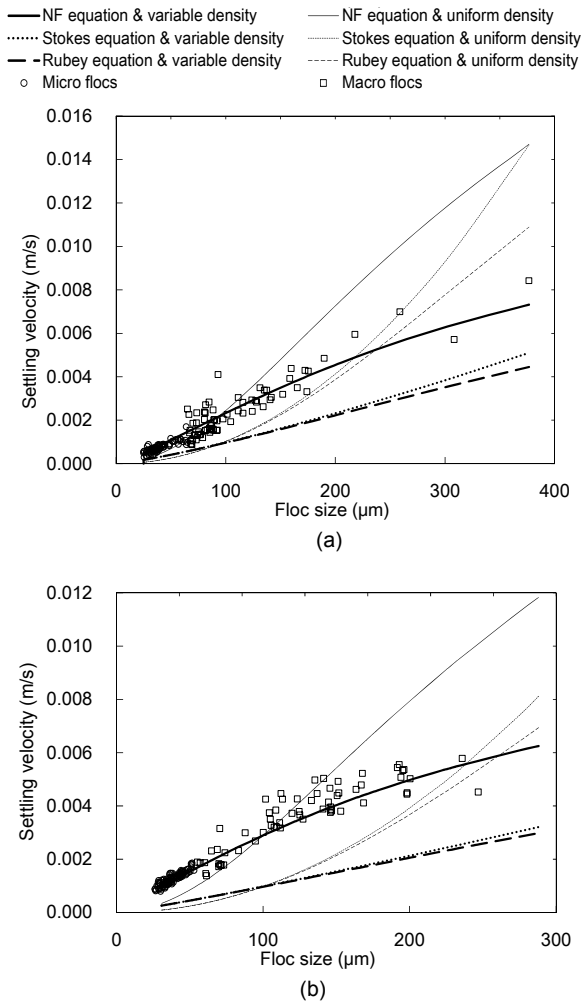 NF equation & variable density NF equation & uniform density
Stokes equation & variable density Stokes equation & uniform density
Rubey equation & variable density Rubey equation & uniform density
Micro flocs Macro flocs
0.016
0.014
0.012
0.010
0.008
0.006
0.004
0.002
0.000
Settling velocity (m/s)
0 100 200 300 400
Floc size (μm)
(a)
0.012
0.010
0.008
0.006
0.004
0.002
0.000
Settling velocity (m/s)
0 100 200 300
Floc size (μm)
(b)